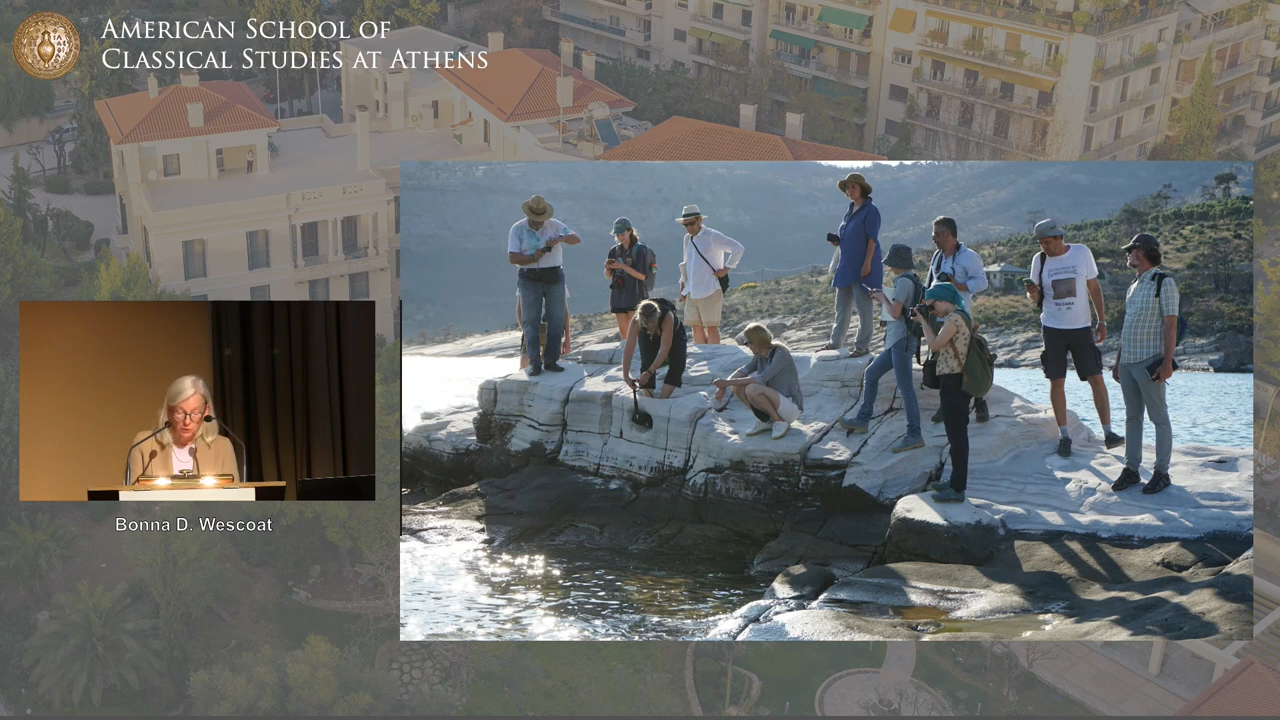 American School of
Classical Studies at Athens
Bonna D. Wescoat